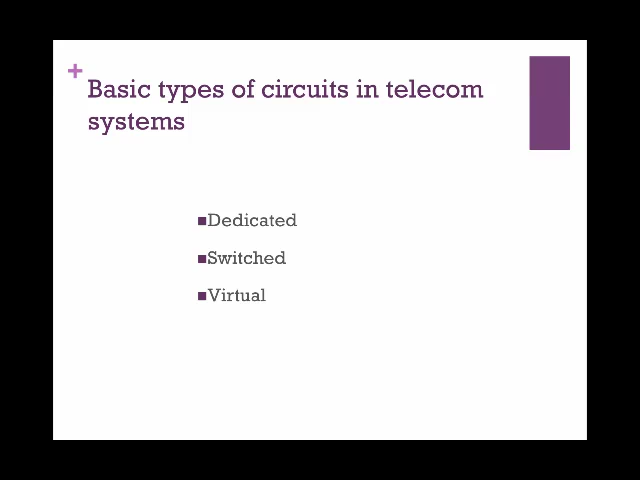 +
Basic types of circuits in telecom
systems
Dedicated
Switched
Virtual